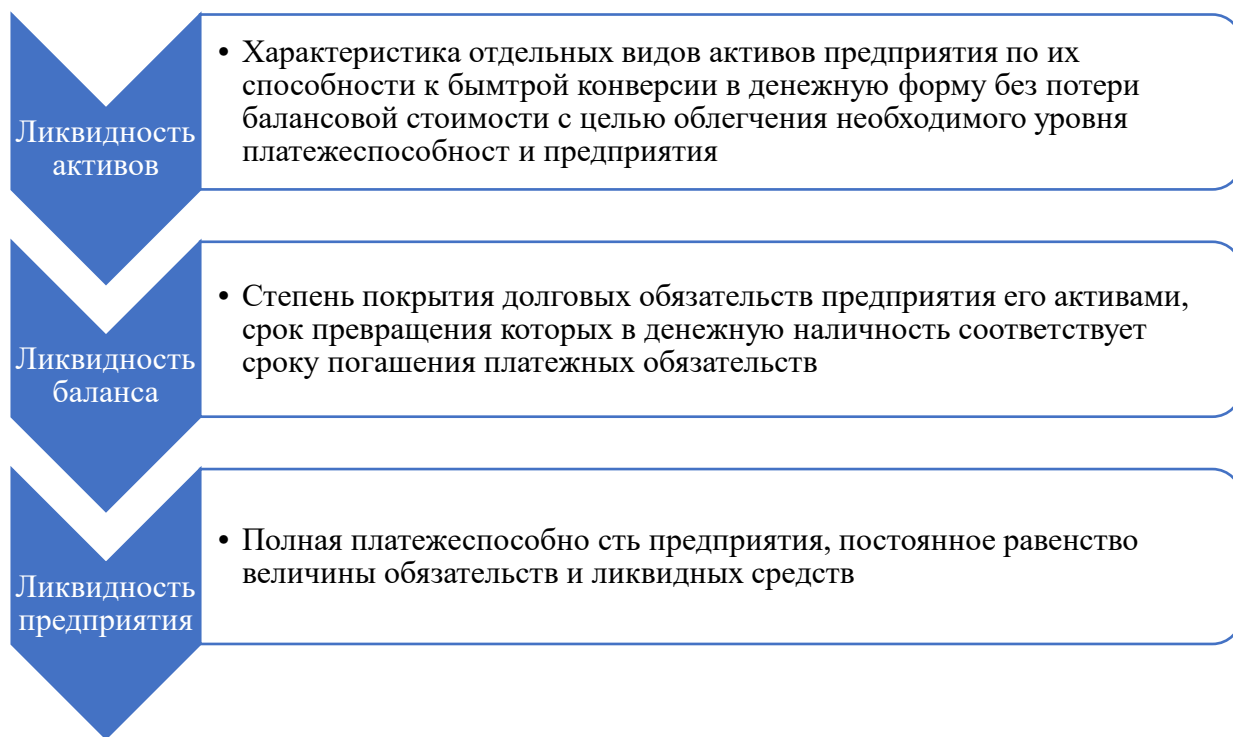 Ликвидность
активов
• Характеристика отдельных видов активов предприятия по их
способности к бымтрой конверсии в денежную форму без потери
балансовой стоимости с целью облегчения необходимого уровня
платежеспособност и предприятия
Ликвидность
баланса
• Степень покрытия долговых обязательств предприятия его активами,
срок превращения которых в денежную наличность соответствует
сроку погашения платежных обязательств
Ликвидность
предприятия
• Полная платежеспособно сть предприятия, постоянное равенство
величины обязательств и ликвидных средств